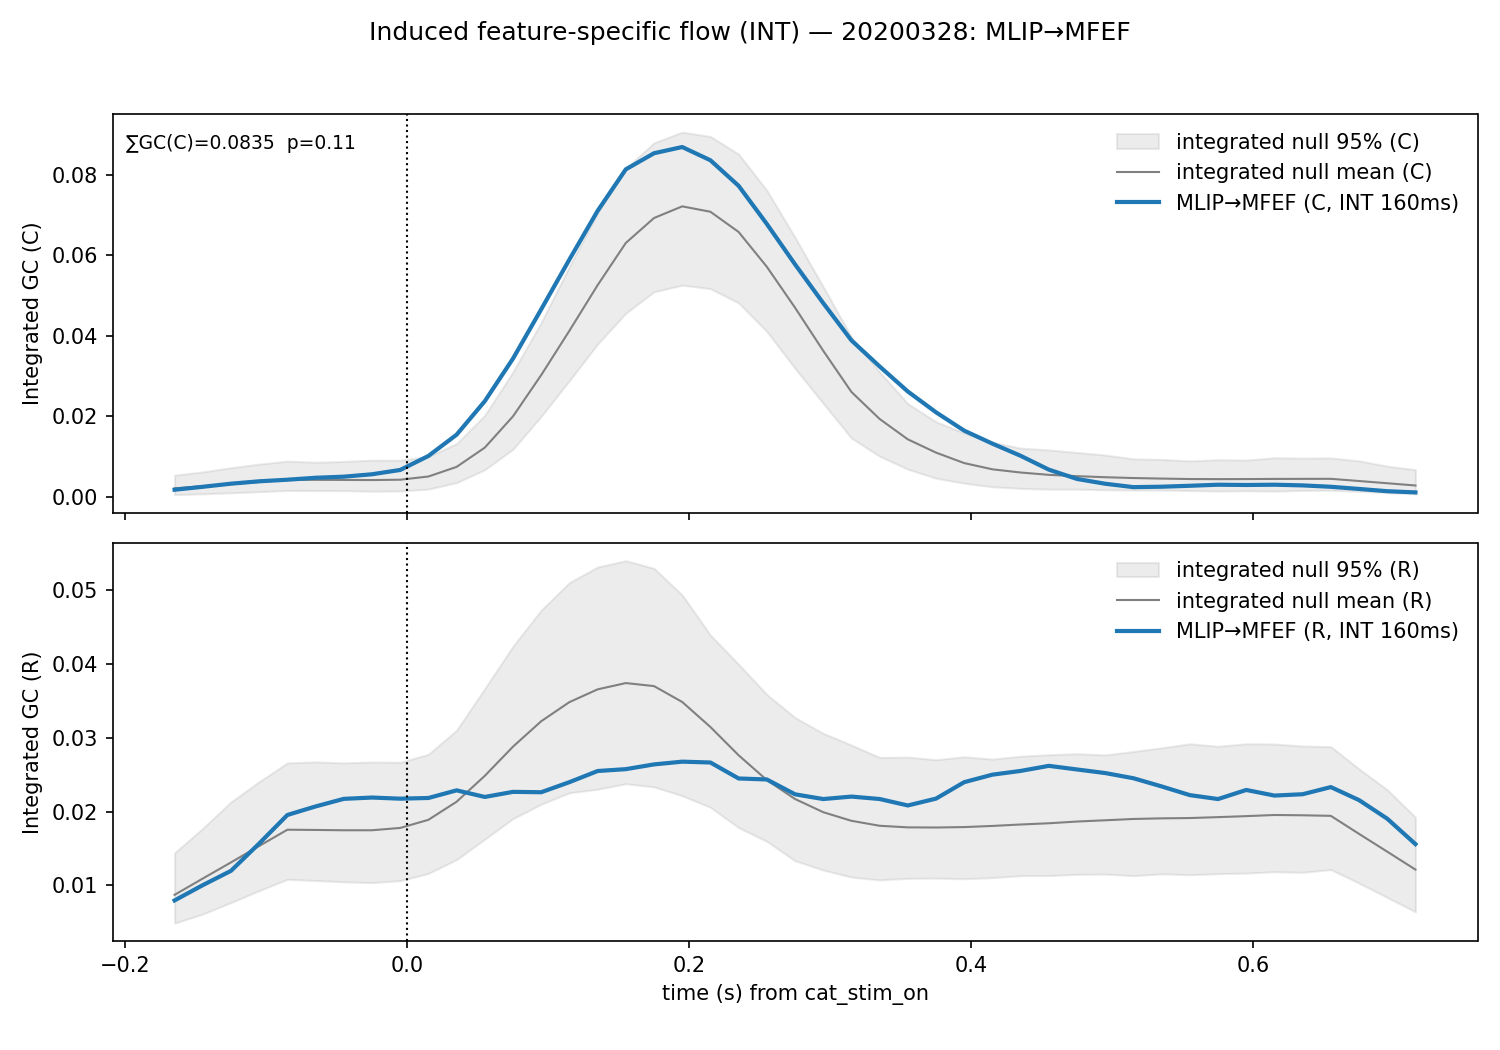 Induced feature-specific flow (INT) — 20200328: MLIP→MFEF
∑GC(C)=0.0835  p=0.11
integrated null 95% (C)
integrated null mean (C)
MLIP→MFEF (C, INT 160ms)
Integrated GC (C)
0.08
0.06
0.04
0.02
0.00
integrated null 95% (R)
integrated null mean (R)
MLIP→MFEF (R, INT 160ms)
Integrated GC (R)
0.05
0.04
0.03
0.02
0.01
−0.2 0.0 0.2 0.4 0.6
time (s) from cat_stim_on